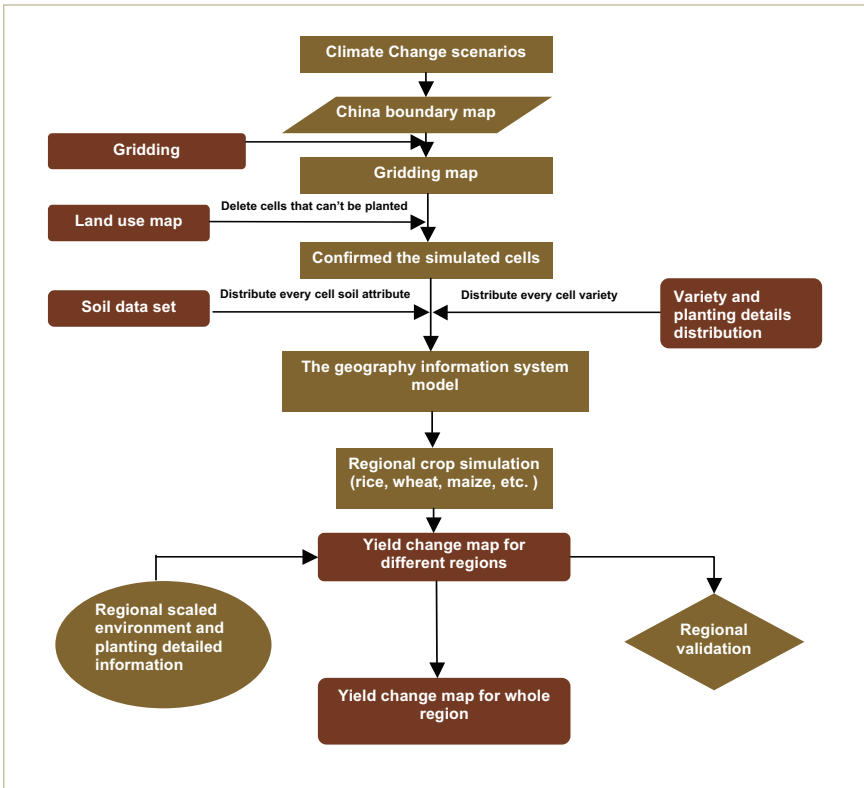 Climate Change scenarios
China boundary map
Gridding
Gridding map
Delete cells that can't be planted
Land use map
Confirmed the simulated cells
Soil data set
Distribute every cell soil attribute
Distribute every cell variety
Variety and
planting details
distribution
The geography information system
model
Regional crop simulation
(rice, wheat, maize, etc. )
Yield change map for
different regions
Regional scaled
environment and
planting detailed
information
Regional
validation
Yield change map for whole
region